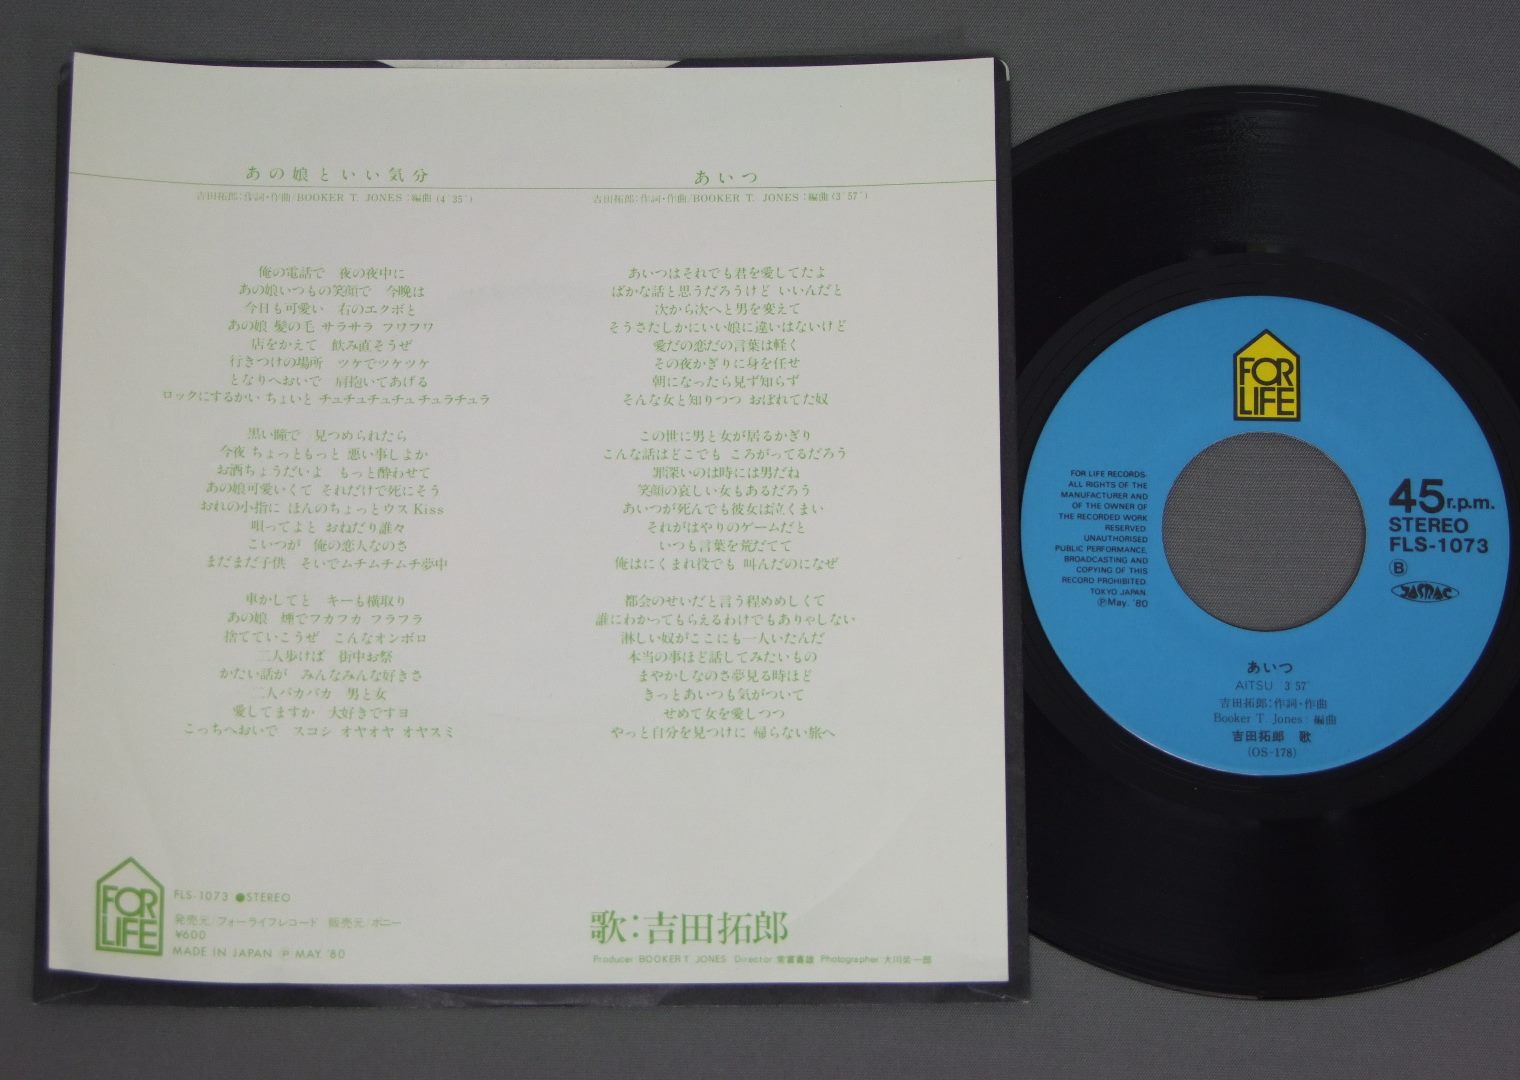 あの娘といい気分
吉田拓郎:作詞・作曲/BOOKER T. JONES:編曲(4′35″)
俺の電話で 夜の夜中に
あの娘いつもの笑顔で 今晩は
今日も可愛い 右のエクボと
あの娘 髪の毛 サラサラ フワフワ
店をかえて 飲み直そうぜ
行きつけの場所 ツケでツケツケ
となりへおいで 肩抱いてあげる
ロックにするかい ちょいと チュチュチュチュ チュラチュラ
黒い瞳で 見つめられたら
今夜 ちょっともっと 悪い事しよか
お酒ちょうだいよ もっと酔わせて
あの娘可愛いくて それだけで死にそう
おれの小指に ほんのちょっとウス Kiss
唄ってよと おねだり誰々
こいつが 俺の恋人なのさ
まだまだ子供 そいでムチムチムチ夢中
車かしてと キーも横取り
あの娘 煙でフカフカ フラフラ
捨てていこうぜ こんなオンボロ
二人歩けば 街中お祭
かたい話が みんなみんな好きさ
二人パカパカ 男と女
愛してますか 大好きですヨ
こっちへおいで スコシ オヤオヤ オヤスミ
あいつ
吉田拓郎:作詞・作曲/BOOKER T. JONES:編曲(3′57″)
あいつはそれでも君を愛してたよ
ばかな話と思うだろうけど いいんだと
次から次へと男を変えて
そうさたしかにいい娘に違いはないけど
愛だの恋だの言葉は軽く
その夜かぎりに身を任せ
朝になったら見ず知らず
そんな女と知りつつ おぼれてた奴
この世に男と女が居るかぎり
こんな話はどこでも ころがってるだろう
罪深いのは時には男だね
笑顔の哀しい女もあるだろう
あいつが死んでも彼女は泣くまい
それがはやりのゲームだと
いつも言葉を荒だてて
俺はにくまれ役でも 叫んだのになぜ
都会のせいだと言う程めめしくて
誰にわかってもらえるわけでもありゃしない
淋しい奴がここにも一人いたんだ
本当の事ほど話してみたいもの
まやかしなのさ夢見る時ほど
きっとあいつも気がついて
せめて女を愛しつつ
やっと自分を見つけに 帰らない旅へ
FOR
LIFE
FLS-1073 ●STEREO
発売元/フォーライフレコード 販売元/ポニー
¥600
MADE IN JAPAN Ⓟ MAY '80
歌:吉田拓郎
Producer BOOKER T. JONES Director 常富喜雄 Photographer 大川奘一郎
FOR
LIFE
FOR LIFE RECORDS:
ALL RIGHTS OF THE
MANUFACTURER AND
OF THE OWNER OF
THE RECORDED WORK
RESERVED.
UNAUTHORISED
PUBLIC PERFORMANCE,
BROADCASTING AND
COPYING OF THIS
RECORD PROHIBITED.
TOKYO JAPAN.
ⓅMay. '80
45r.p.m.
STEREO
FLS-1073
Ⓑ
JASRAC
あいつ
AITSU 3′57″
吉田拓郎:作詞・作曲
Booker T. Jones:編曲
吉田拓郎 歌
(OS-178)